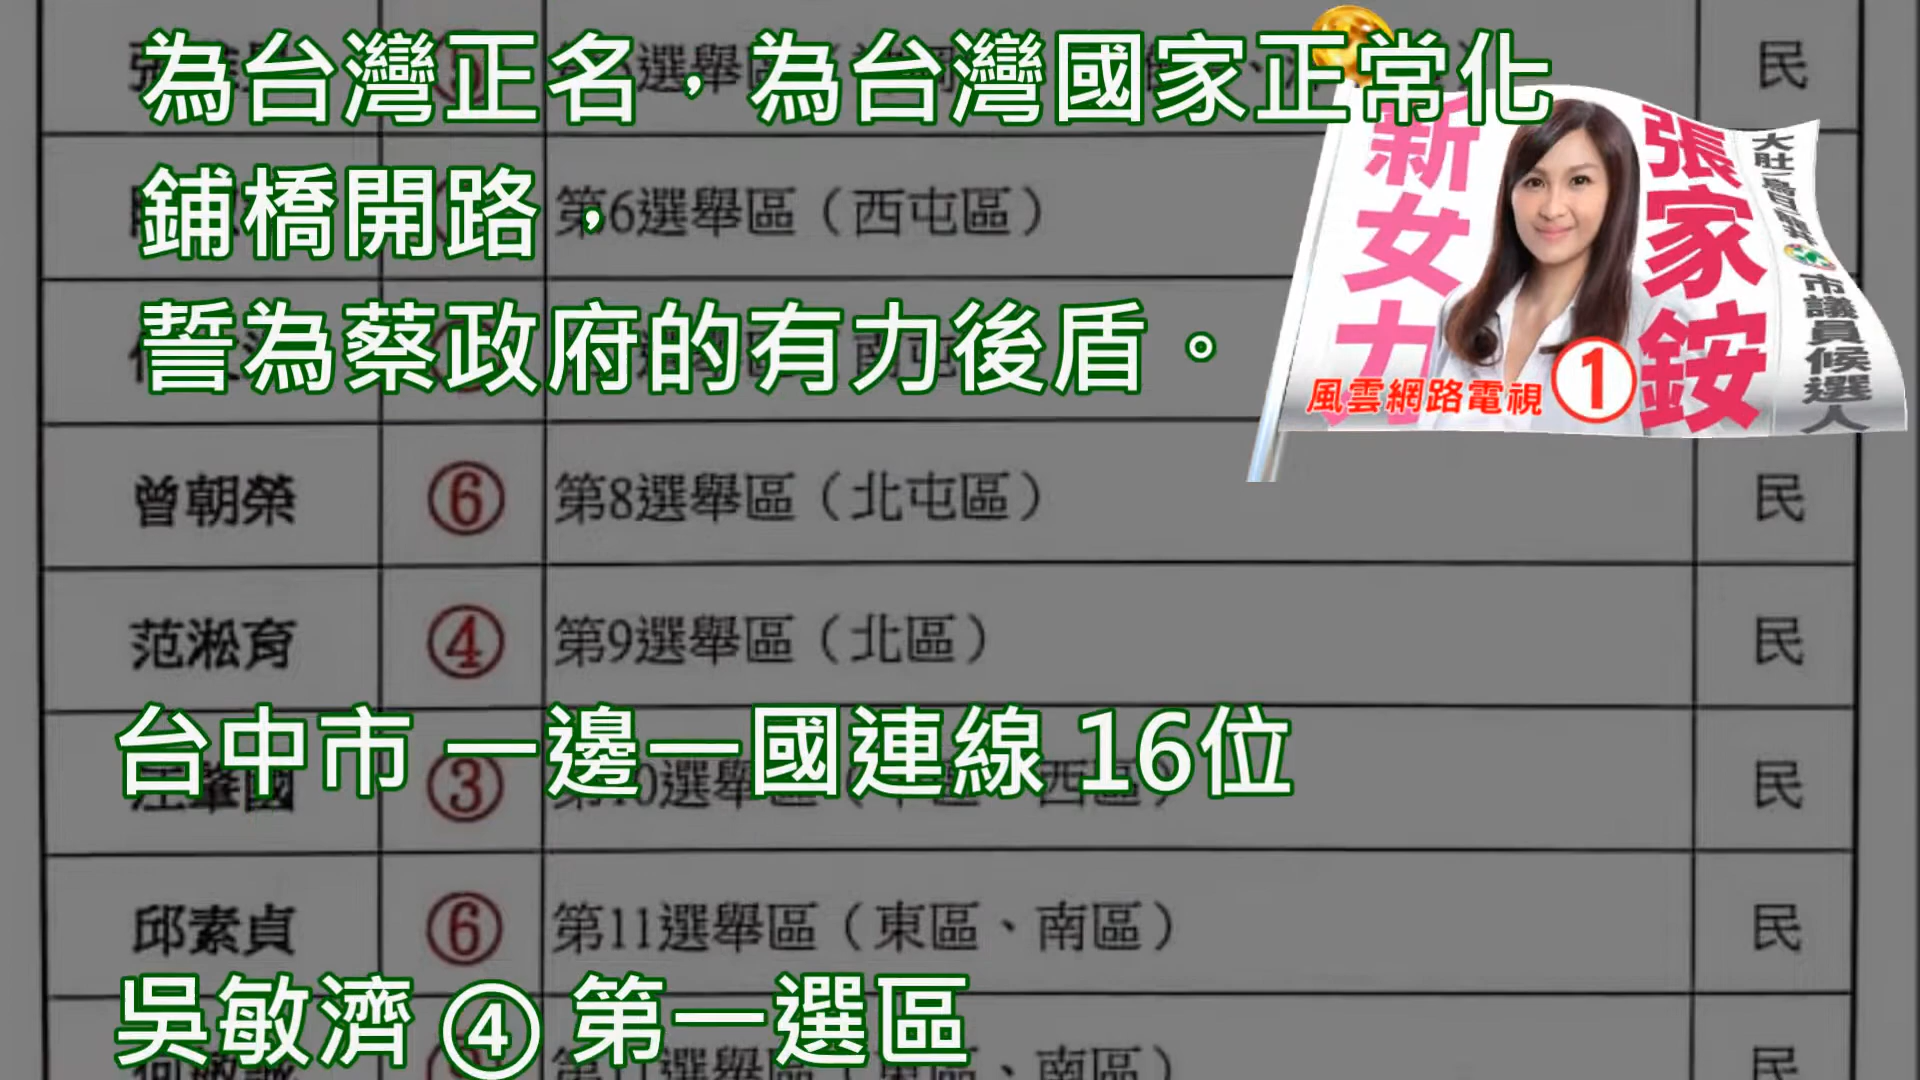 為台灣正名，為台灣國家正常化
鋪橋開路，
誓為蔡政府的有力後盾。
新女力
張家銨
①
市議員候選人
風雲網路電視
民
第6選舉區（西屯區）
曾朝榮 ⑥ 第8選舉區（北屯區） 民
范淞育 ④ 第9選舉區（北區） 民
台中市 一邊一國連線 16位
③ 民
邱素貞 ⑥ 第11選舉區（東區、南區） 民
吳敏濟 ④ 第一選區